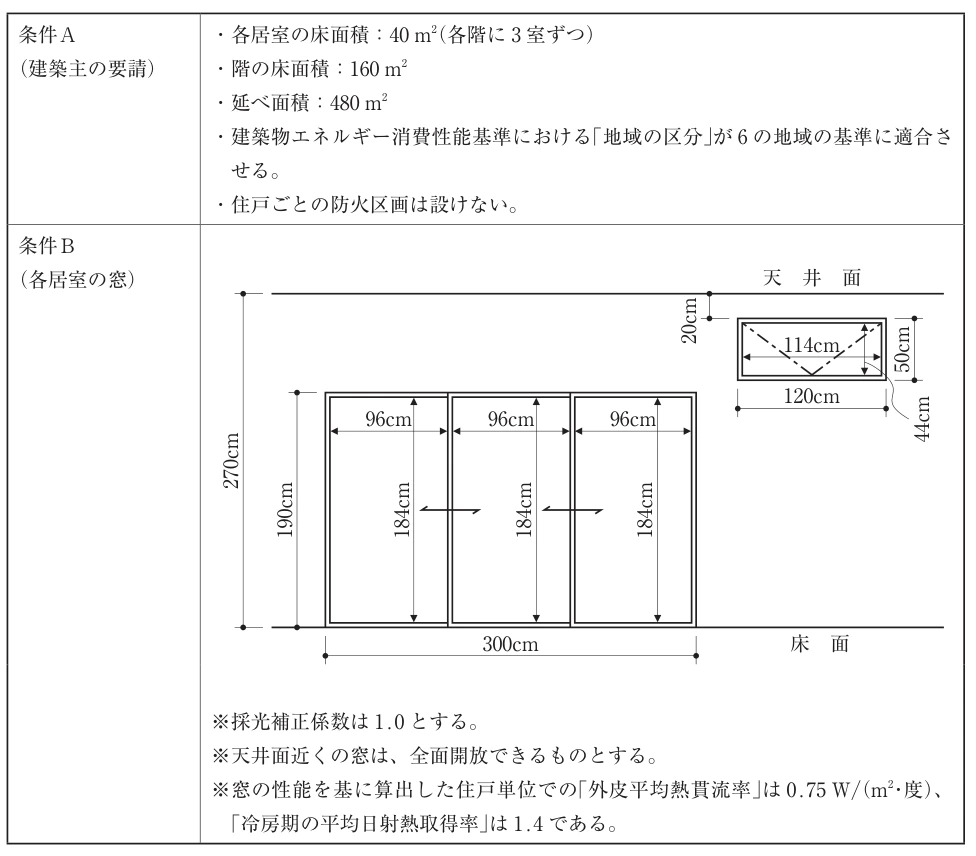 条件A
(建築主の要請)
・各居室の床面積：40 m²(各階に3室ずつ)
・階の床面積：160 m²
・延べ面積：480 m²
・建築物エネルギー消費性能基準における「地域の区分」が6の地域の基準に適合さ
せる。
・住戸ごとの防火区画は設けない。
条件B
(各居室の窓)
天 井 面
20cm
114cm
50cm
120cm
44cm
270cm
190cm
96cm
96cm
96cm
184cm
184cm
184cm
300cm
床 面
※採光補正係数は1.0とする。
※天井面近くの窓は、全面開放できるものとする。
※窓の性能を基に算出した住戸単位での「外皮平均熱貫流率」は0.75 W/(m²･度)、
「冷房期の平均日射熱取得率」は1.4である。